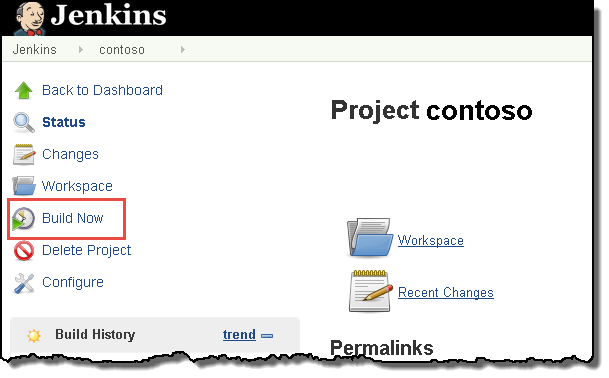 Jenkins
Jenkins contoso
Back to Dashboard
Status
Changes
Workspace
Build Now
Delete Project
Configure
Build History trend
Project contoso
Workspace
Recent Changes
Permalinks